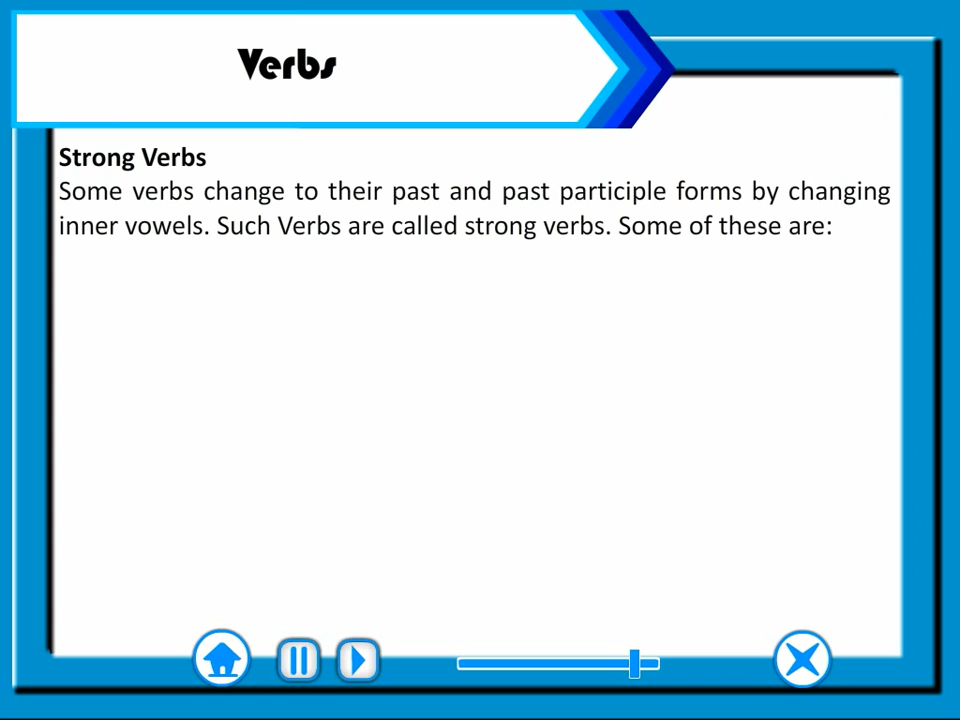 Verbs
Strong Verbs
Some verbs change to their past and past participle forms by changing
inner vowels. Such Verbs are called strong verbs. Some of these are: